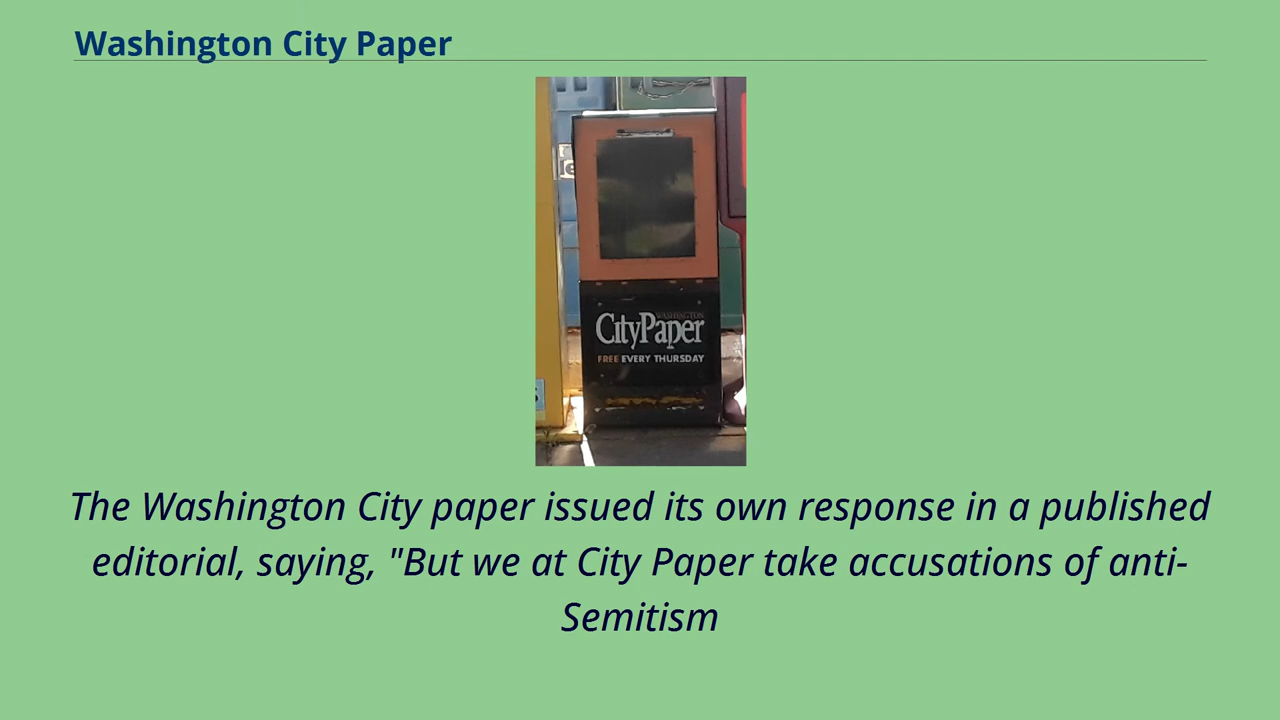 Washington City Paper
WASHINGTON
CityPaper
FREE EVERY THURSDAY
The Washington City paper issued its own response in a published
editorial, saying, "But we at City Paper take accusations of anti-
Semitism